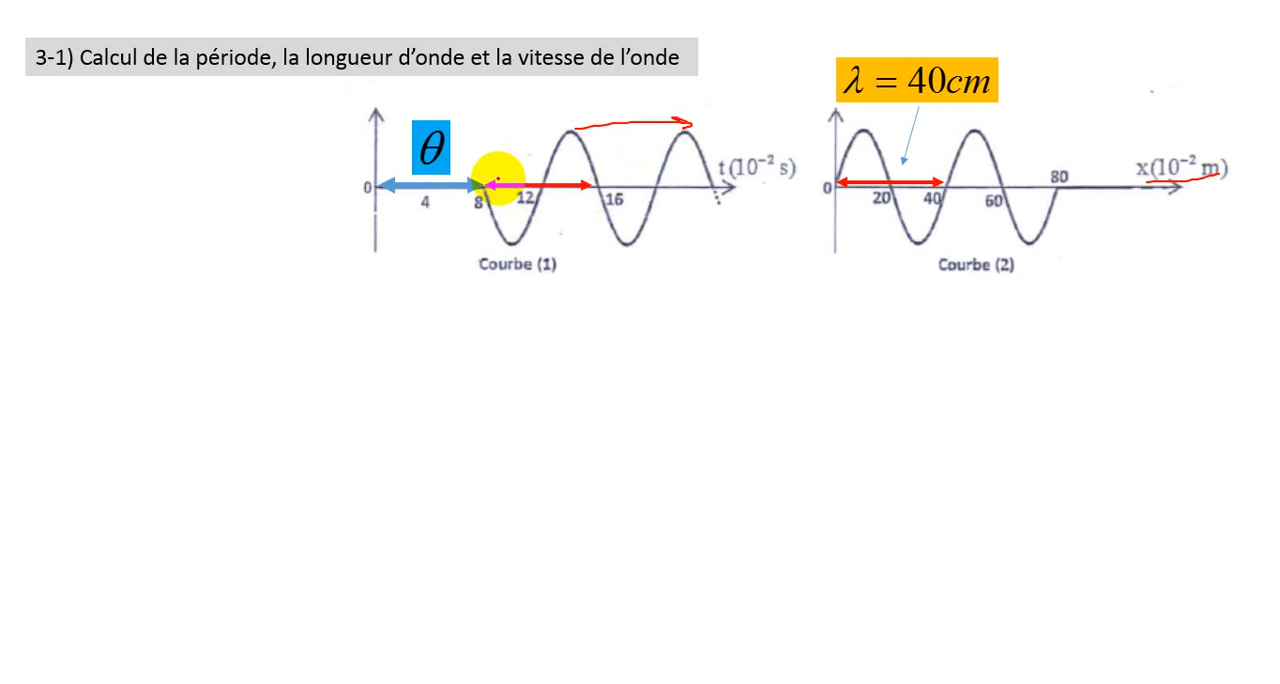 3-1) Calcul de la période, la longueur d’onde et la vitesse de l’onde
λ = 40cm
θ
t(10⁻² s)
0
4
8
12
16
Courbe (1)
x(10⁻² m)
80
0
20
40
60
Courbe (2)